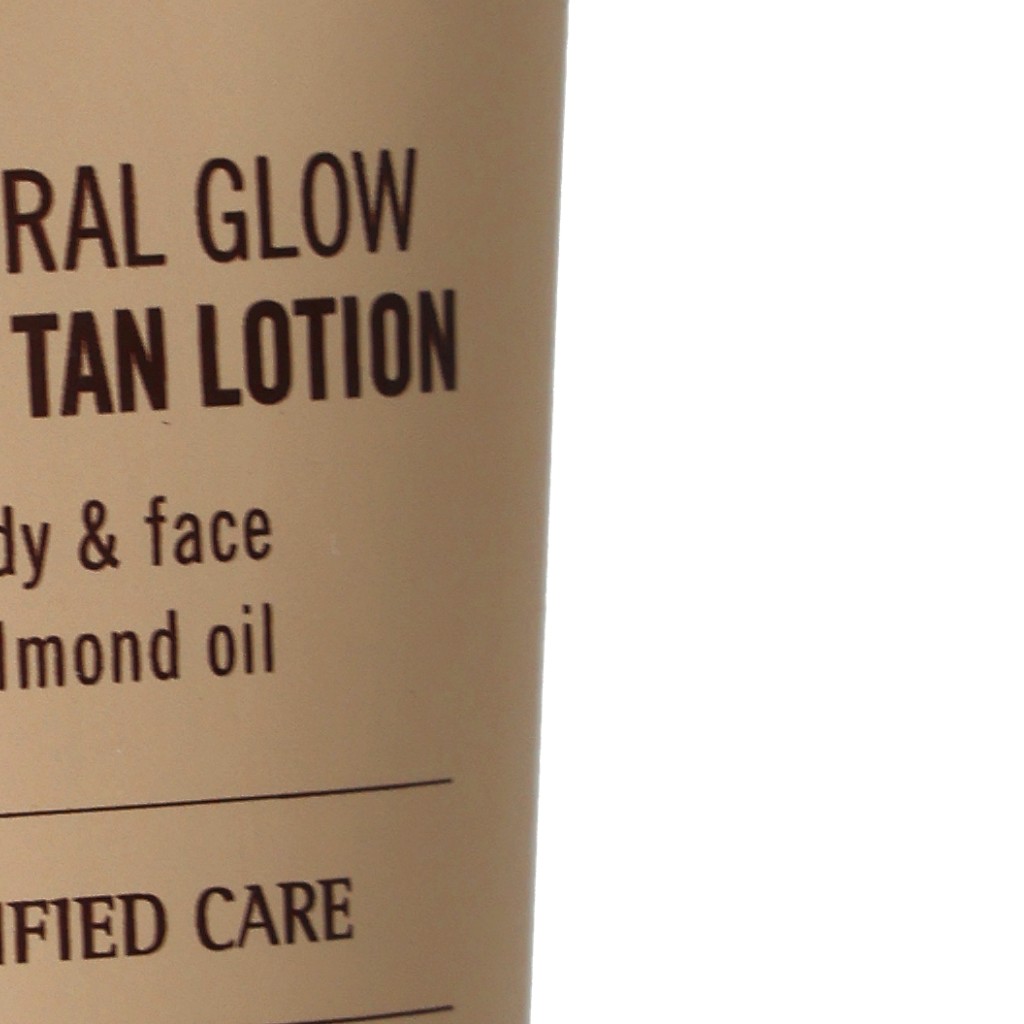 RAL GLOW
TAN LOTION
dy & face
lmond oil
IFIED CARE